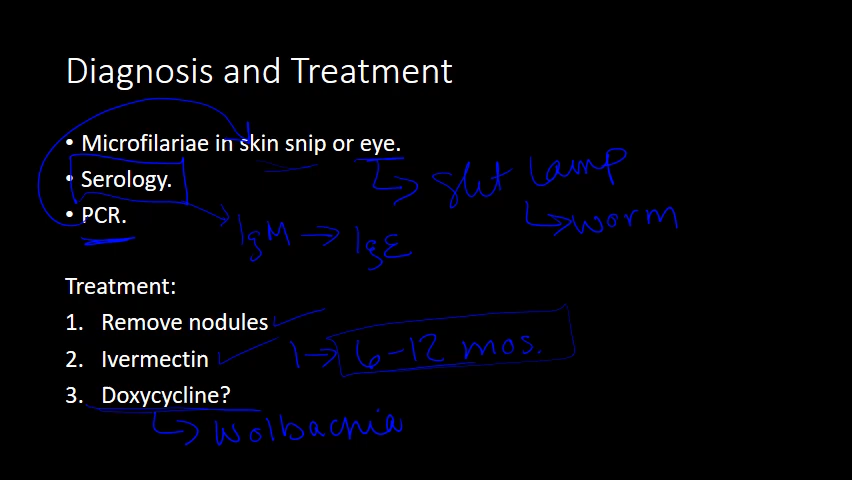 Diagnosis and Treatment
• Microfilariae in skin snip or eye.
slit lamp
• Serology.
worm
• PCR.
IgM → IgE
Treatment:
1. Remove nodules
2. Ivermectin
1 → 6-12 mos.
3. Doxycycline?
wolbachia